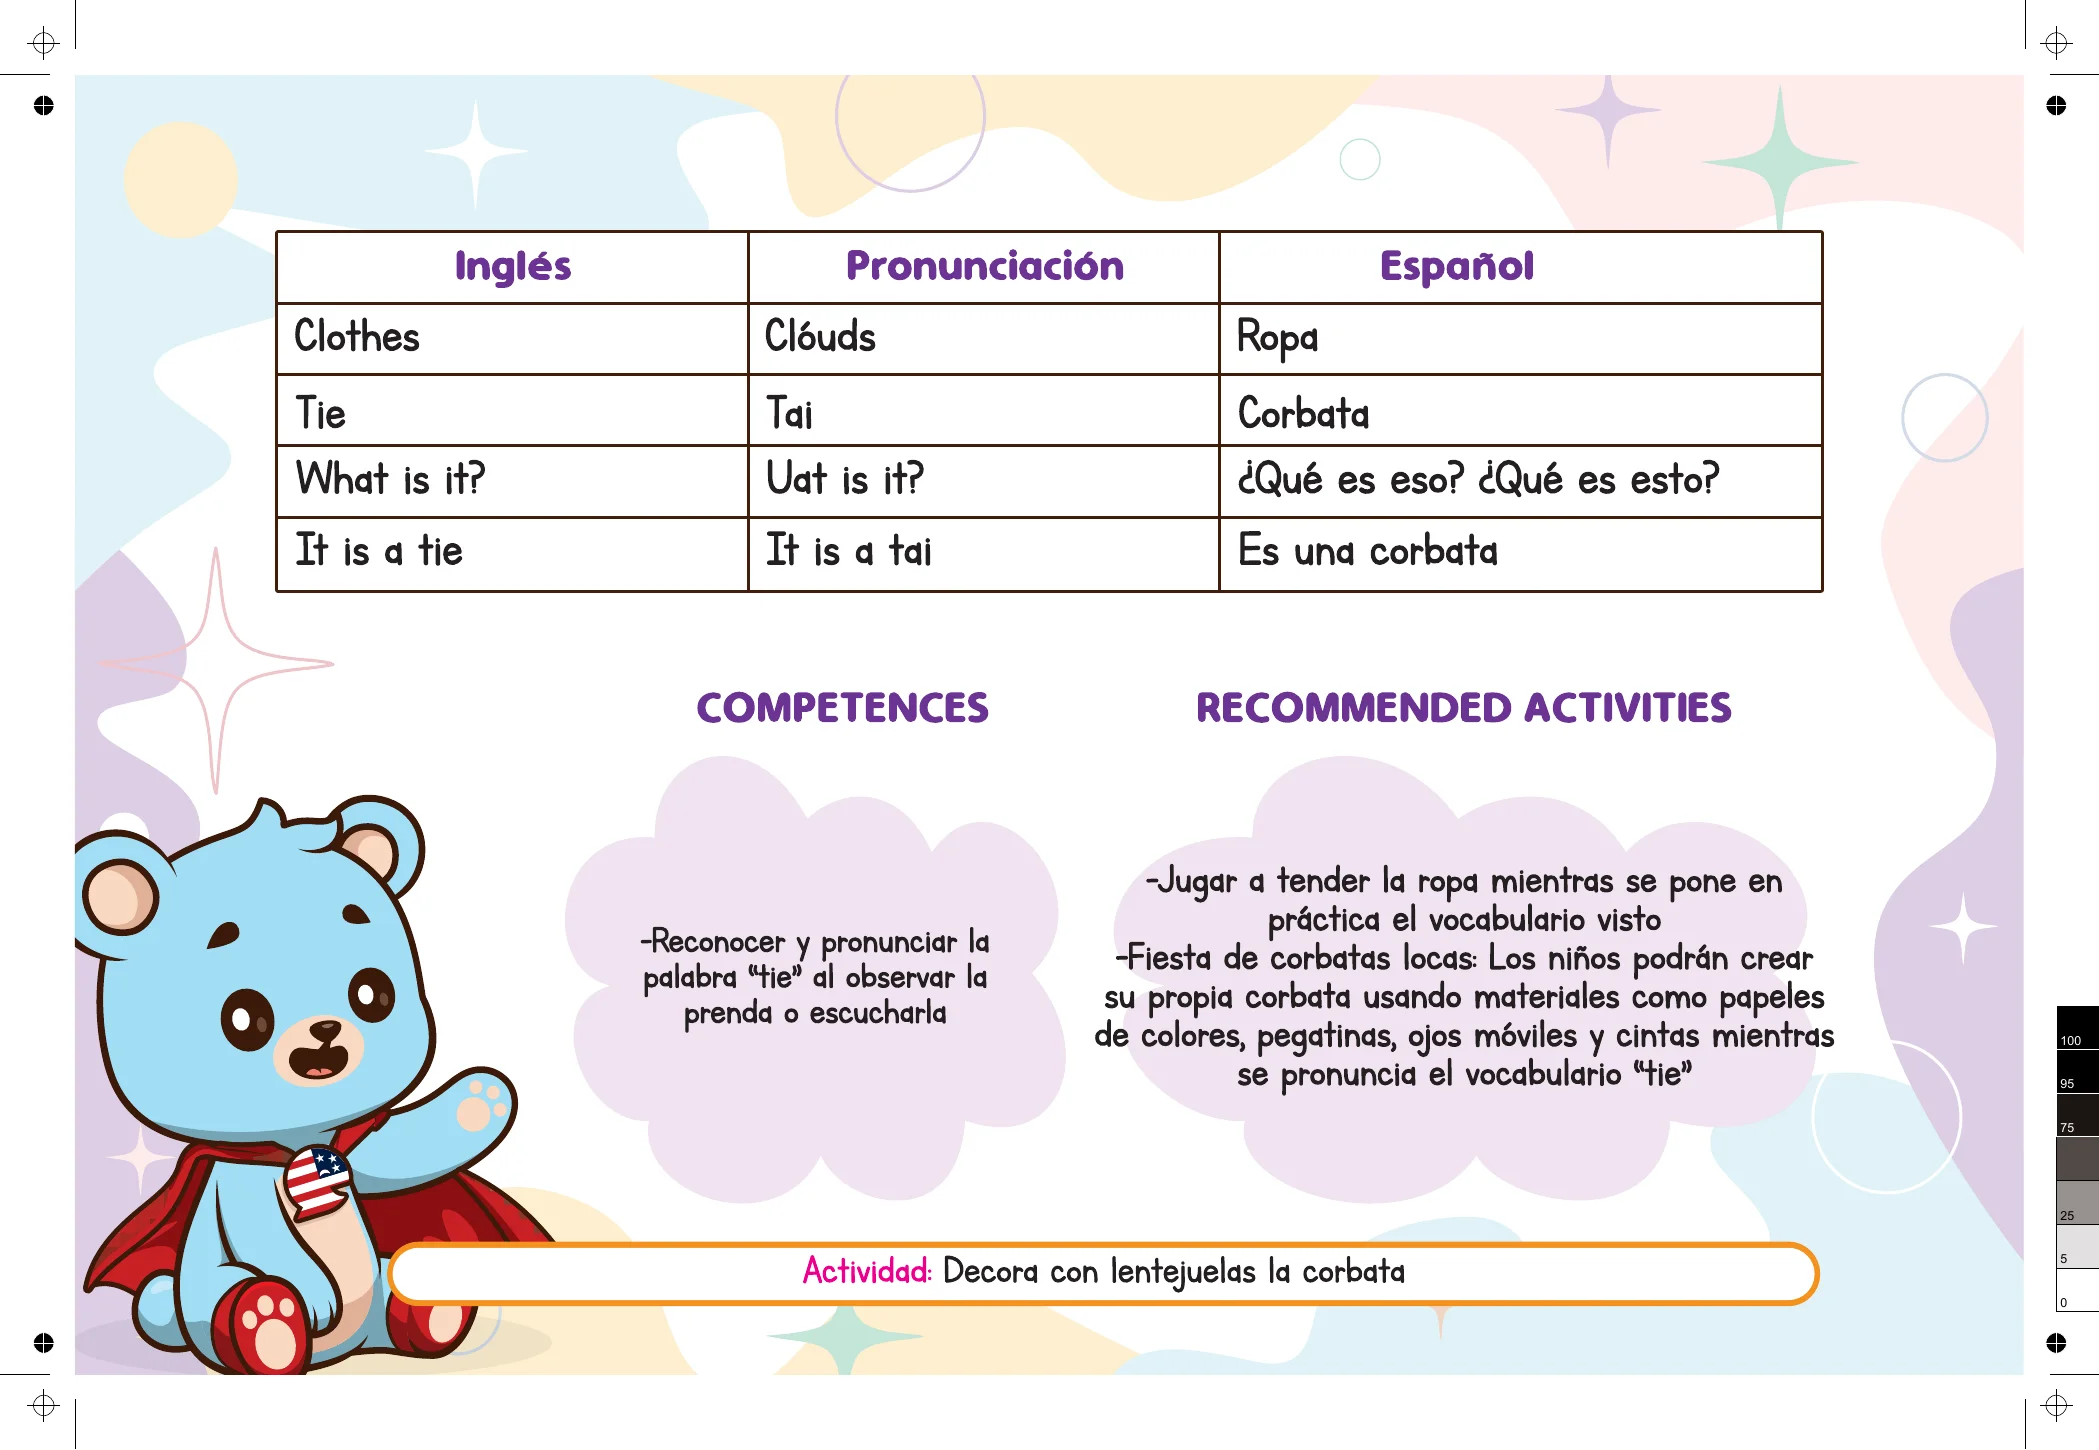 Inglés Pronunciación Español
Clothes Clóuds Ropa
Tie Tai Corbata
What is it? Uat is it? ¿Qué es eso? ¿Qué es esto?
It is a tie It is a tai Es una corbata
COMPETENCES
-Reconocer y pronunciar la
palabra “tie” al observar la
prenda o escucharla
RECOMMENDED ACTIVITIES
-Jugar a tender la ropa mientras se pone en
práctica el vocabulario visto
-Fiesta de corbatas locas: Los niños podrán crear
su propia corbata usando materiales como papeles
de colores, pegatinas, ojos móviles y cintas mientras
se pronuncia el vocabulario “tie”
Actividad: Decora con lentejuelas la corbata
100
95
75
25
5
0